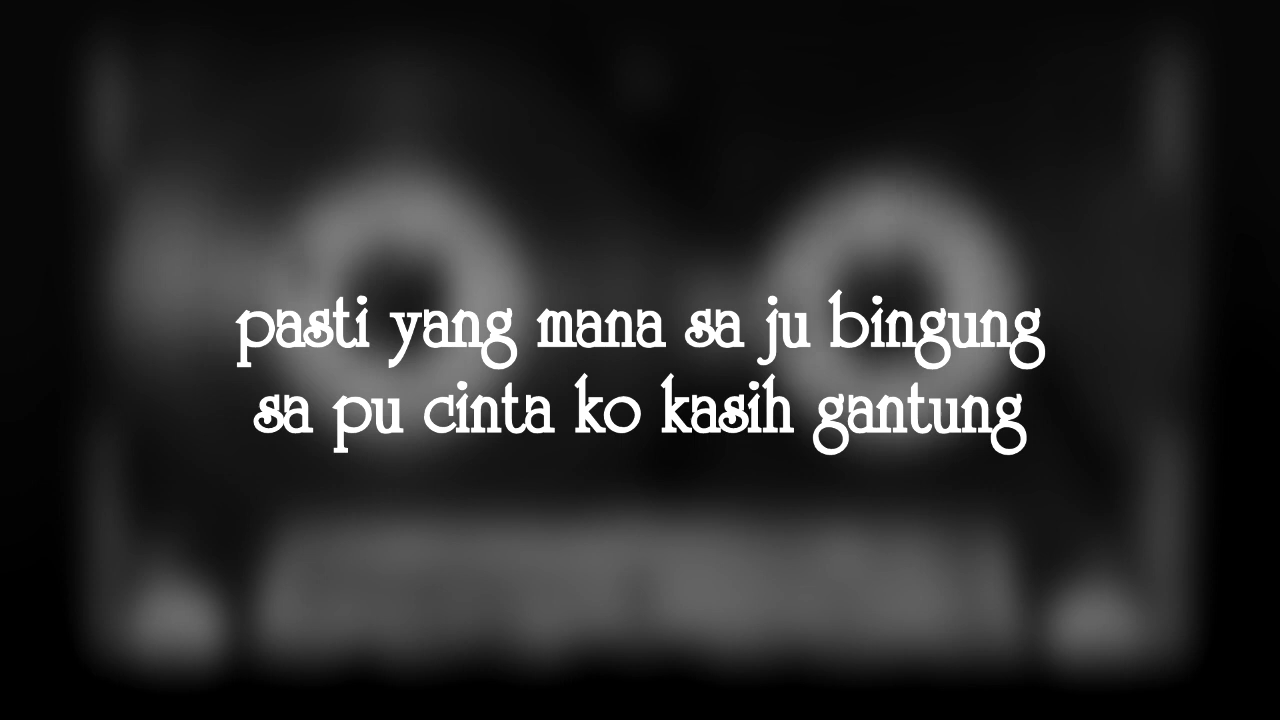 pasti yang mana sa ju bingung
sa pu cinta ko kasih gantung